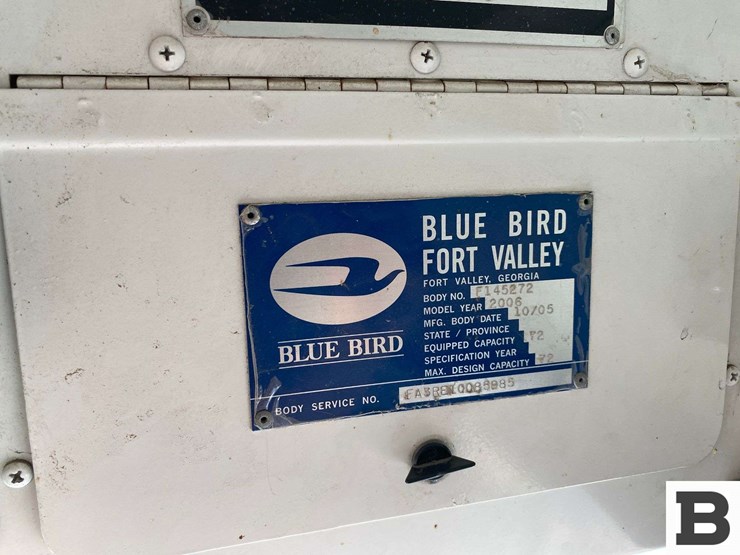 BLUE BIRD
FORT VALLEY
FORT VALLEY, GEORGIA
BODY NO. F145272
MODEL YEAR 2006
MFG. BODY DATE 10/05
STATE / PROVINCE
EQUIPPED CAPACITY 72
SPECIFICATION YEAR
MAX. DESIGN CAPACITY 72
BLUE BIRD
BODY SERVICE NO.
B